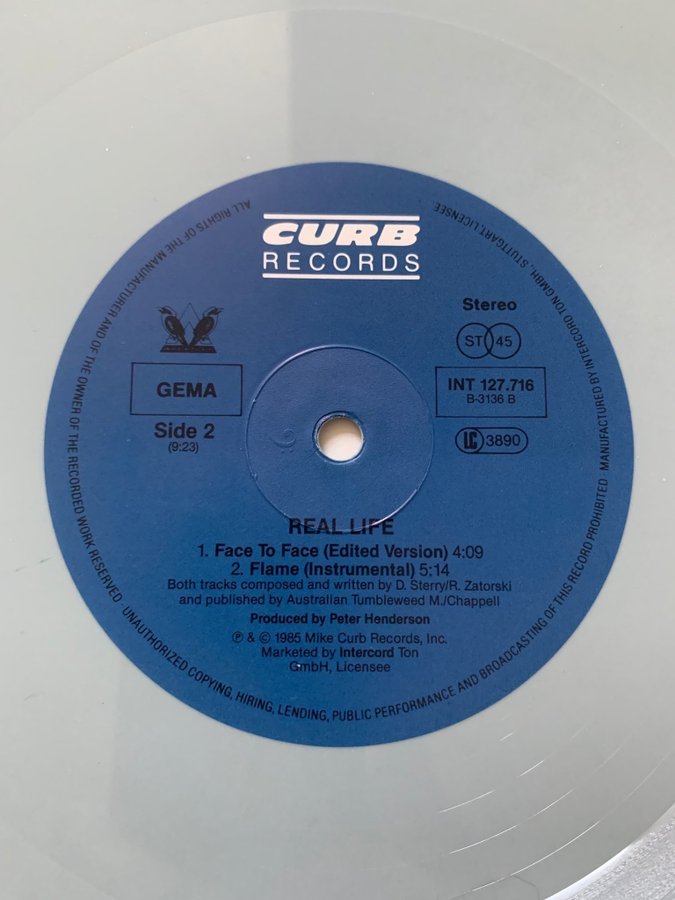 CURB
RECORDS
Stereo
ST 45
GEMA
INT 127.716
B-3136 B
Side 2
(9:23)
LC 3890
REAL LIFE
1. Face To Face (Edited Version) 4:09
2. Flame (Instrumental) 5:14
Both tracks composed and written by D. Sterry/R. Zatorski
and published by Australian Tumbleweed M./Chappell
Produced by Peter Henderson
℗ & © 1985 Mike Curb Records, Inc.
Marketed by Intercord Ton
GmbH, Licensee
ALL RIGHTS OF THE MANUFACTURER AND OF THE OWNER OF THE RECORDED WORK RESERVED · UNAUTHORIZED COPYING, HIRING, LENDING, PUBLIC PERFORMANCE AND BROADCASTING OF THIS RECORD PROHIBITED · MANUFACTURED BY INTERCORD TON GMBH, STUTTGART, LICENSEE